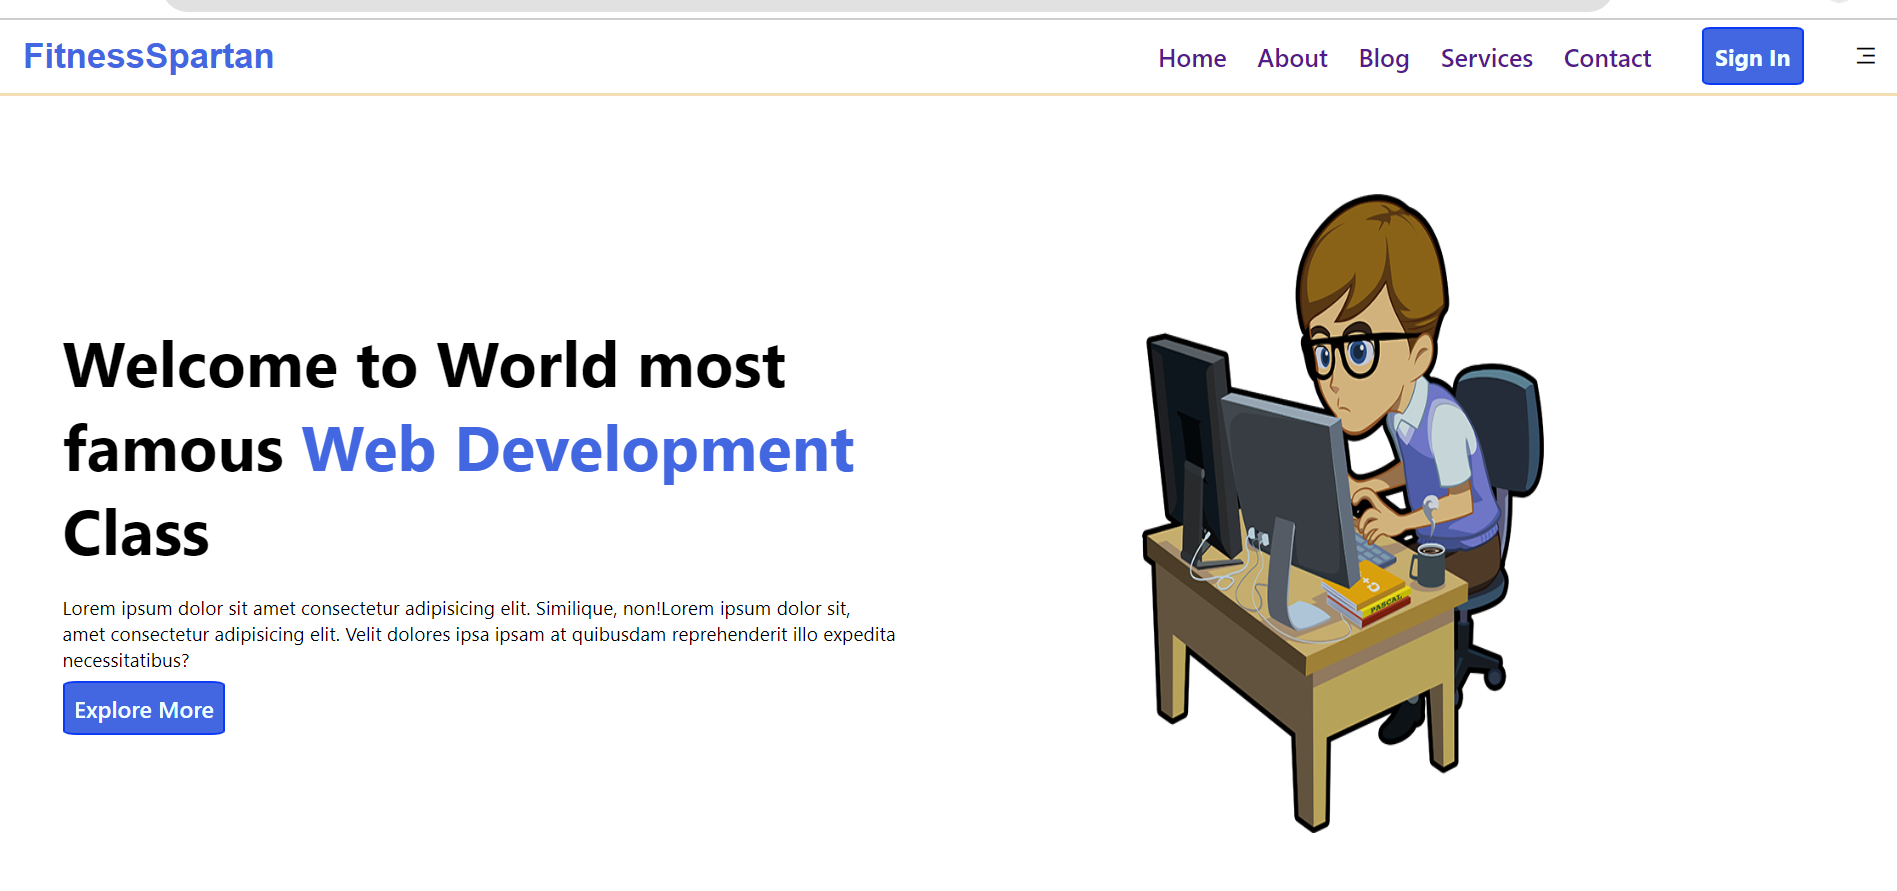 FitnessSpartan
Home About Blog Services Contact Sign In
Welcome to World most
famous Web Development
Class
Lorem ipsum dolor sit amet consectetur adipisicing elit. Similique, non!Lorem ipsum dolor sit,
amet consectetur adipisicing elit. Velit dolores ipsa ipsam at quibusdam reprehenderit illo expedita
necessitatibus?
Explore More
C++
PASCAL